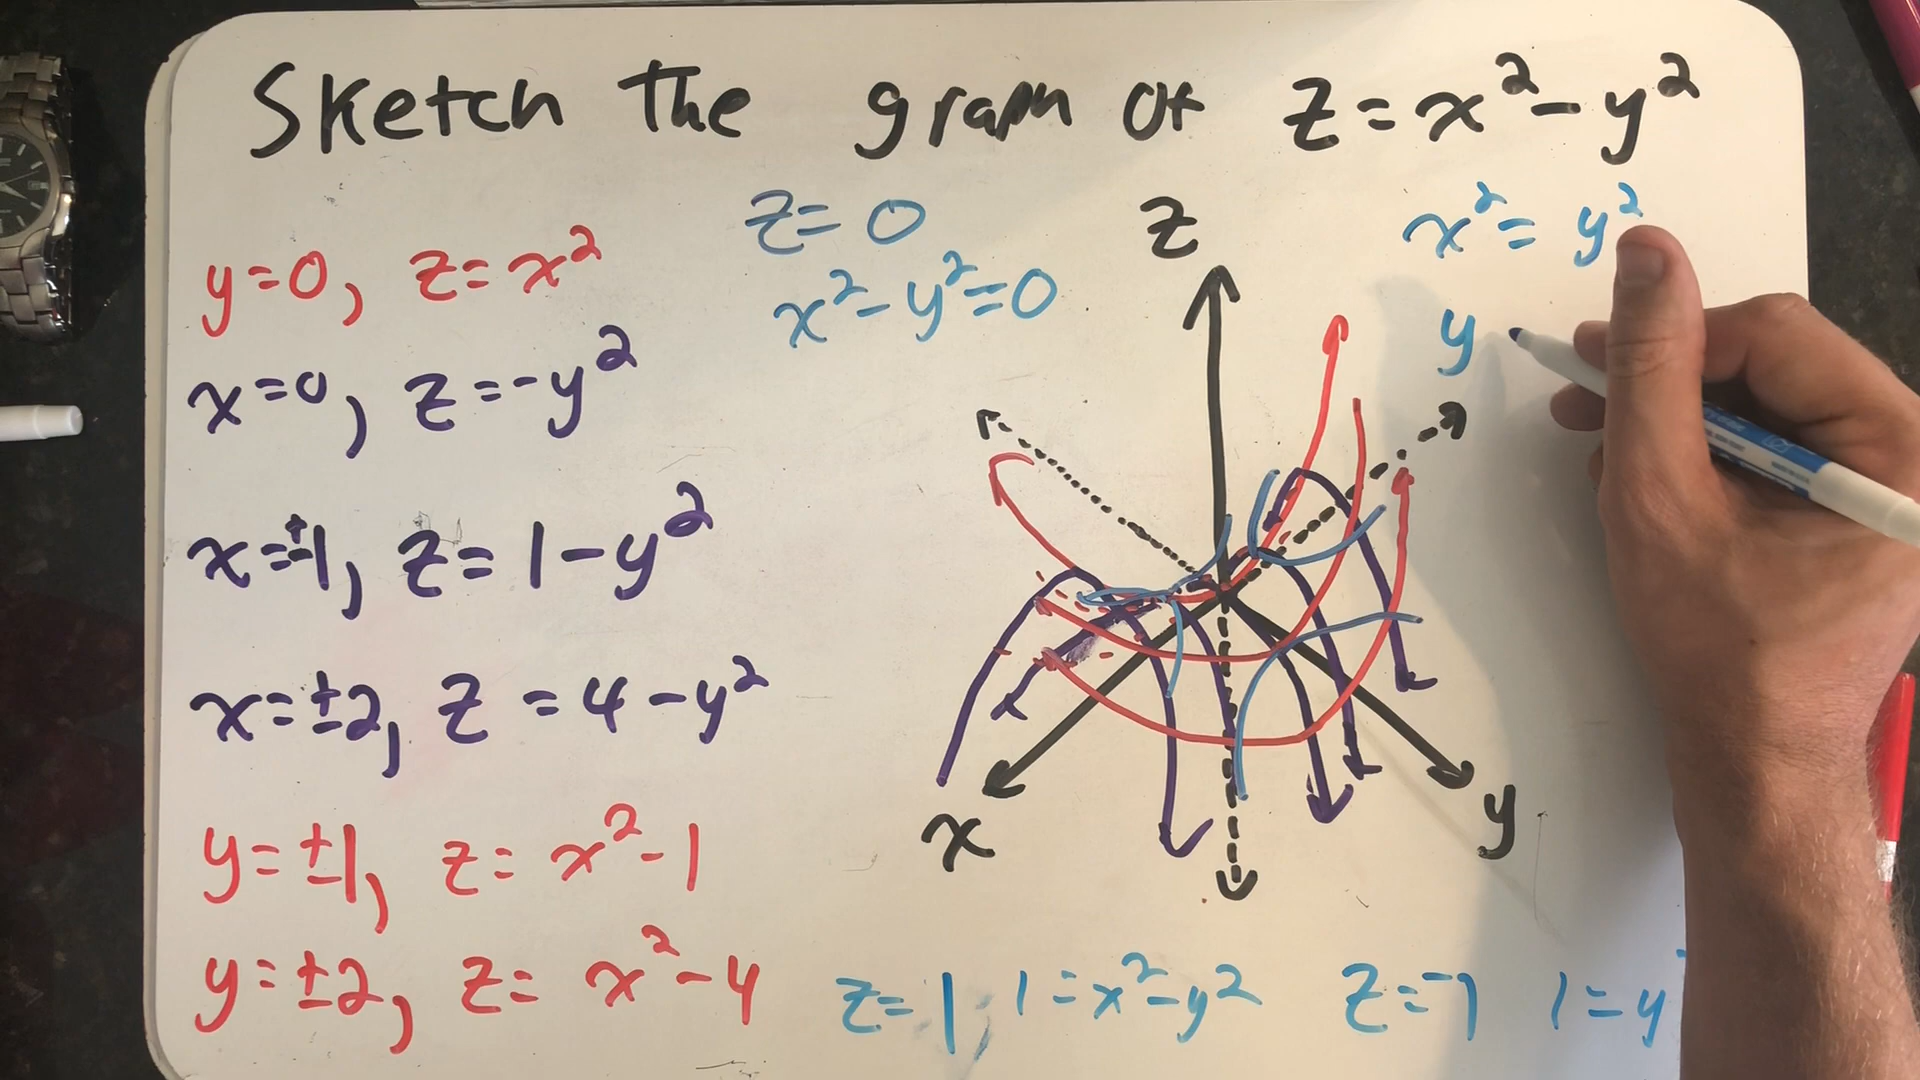 Sketch the graph of z = x² - y²
z = 0
x² - y² = 0
x² = y²
y
y = 0, z = x²
x = 0, z = -y²
x = ±1, z = 1 - y²
x = ±2, z = 4 - y²
y = ±1, z = x² - 1
y = ±2, z = x² - 4
z
x
y
z = 1, 1 = x² - y²
z = -1 1 = y